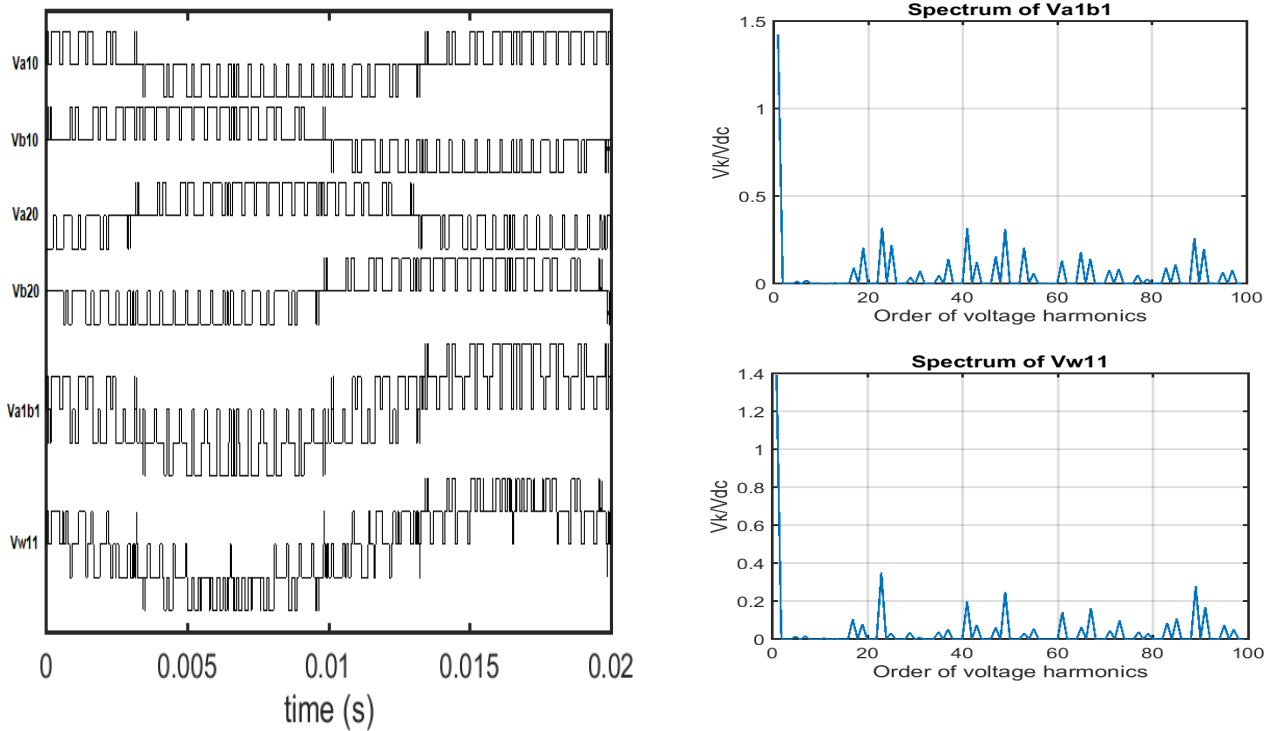 Va10
Vb10
Va20
Vb20
Va1b1
Vw11
0 0.005 0.01 0.015 0.02
time (s)
Spectrum of Va1b1
Vk/Vdc
1.5
1
0.5
0
0 20 40 60 80 100
Order of voltage harmonics
Spectrum of Vw11
Vk/Vdc
1.4
1.2
1
0.8
0.6
0.4
0.2
0
0 20 40 60 80 100
Order of voltage harmonics